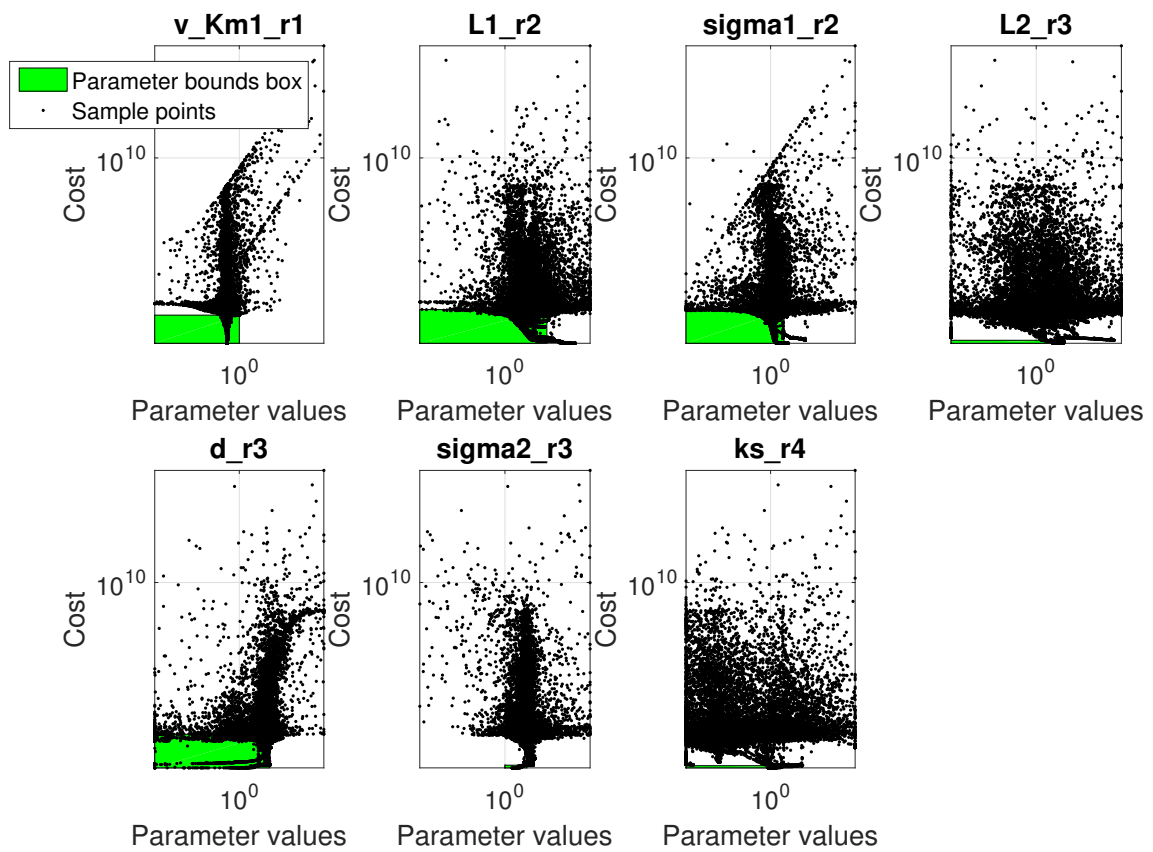 v_Km1_r1
L1_r2
sigma1_r2
L2_r3
Parameter bounds box
Sample points
Cost
10^10
10^0
Parameter values
Cost
10^10
10^0
Parameter values
Cost
10^10
10^0
Parameter values
Cost
10^10
10^0
Parameter values
d_r3
sigma2_r3
ks_r4
Cost
10^10
10^0
Parameter values
Cost
10^10
10^0
Parameter values
Cost
10^10
10^0
Parameter values